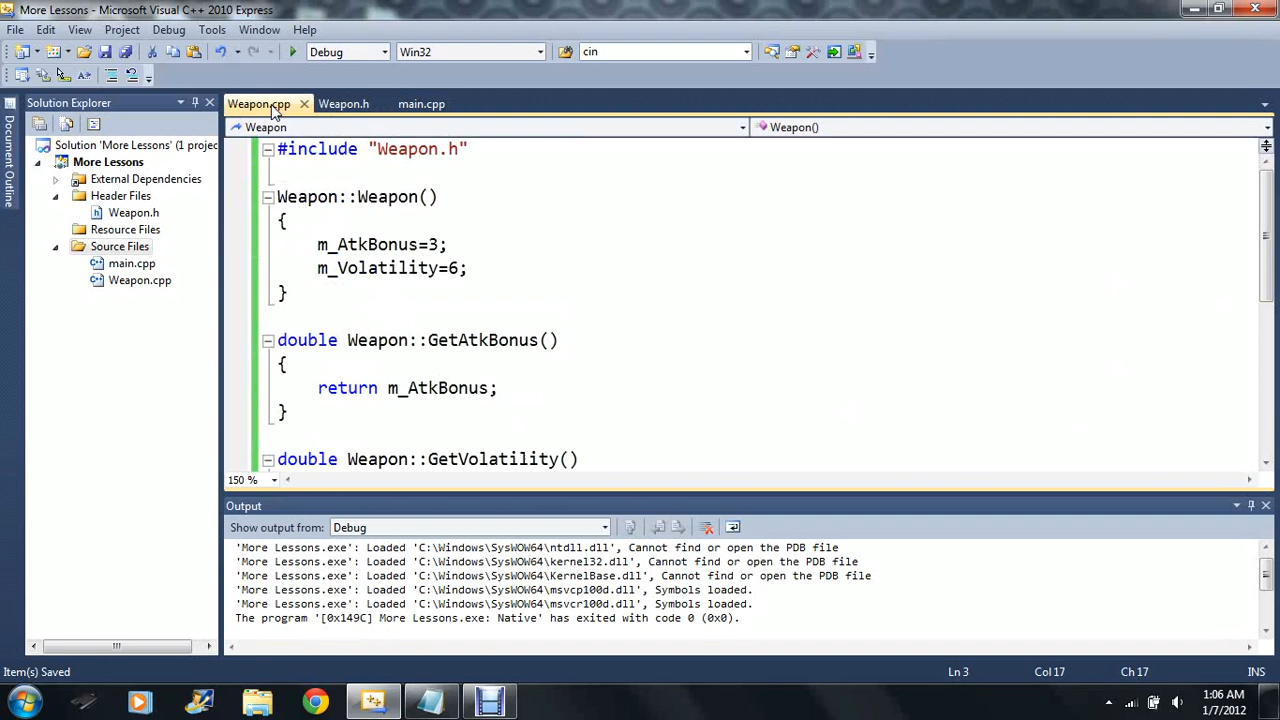 More Lessons - Microsoft Visual C++ 2010 Express
File Edit View Project Debug Tools Window Help
Debug Win32 cin
Solution Explorer
Weapon.cpp Weapon.h main.cpp
Document Outline
Weapon Weapon()
Solution 'More Lessons' (1 projec
More Lessons
External Dependencies
Header Files
Weapon.h
Resource Files
Source Files
main.cpp
Weapon.cpp
#include "Weapon.h"
Weapon::Weapon()
{
m_AtkBonus=3;
m_Volatility=6;
}
double Weapon::GetAtkBonus()
{
return m_AtkBonus;
}
double Weapon::GetVolatility()
150 %
Output
Show output from: Debug
'More Lessons.exe': Loaded 'C:\Windows\SysWOW64\ntdll.dll', Cannot find or open the PDB file
'More Lessons.exe': Loaded 'C:\Windows\SysWOW64\kernel32.dll', Cannot find or open the PDB file
'More Lessons.exe': Loaded 'C:\Windows\SysWOW64\KernelBase.dll', Cannot find or open the PDB file
'More Lessons.exe': Loaded 'C:\Windows\SysWOW64\msvcp100d.dll', Symbols loaded.
'More Lessons.exe': Loaded 'C:\Windows\SysWOW64\msvcr100d.dll', Symbols loaded.
The program '[0x149C] More Lessons.exe: Native' has exited with code 0 (0x0).
Item(s) Saved Ln 3 Col 17 Ch 17 INS
1:06 AM
1/7/2012